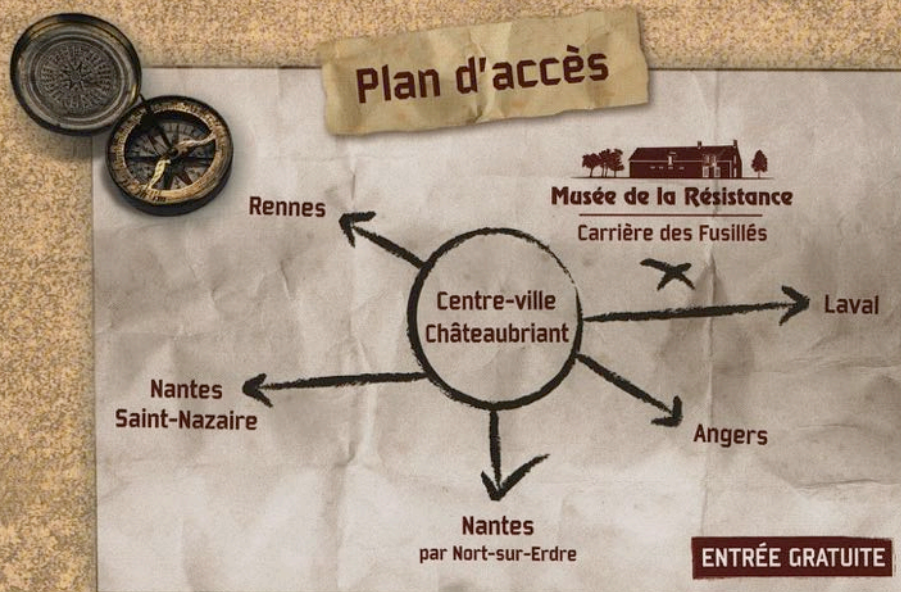 Plan d'accès
Musée de la Résistance
Carrière des Fusillés
Rennes
Centre-ville
Châteaubriant
Laval
Nantes
Saint-Nazaire
Angers
Nantes
par Nort-sur-Erdre
ENTRÉE GRATUITE